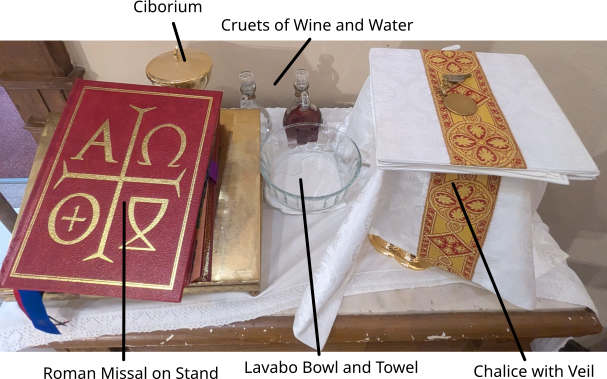 Ciborium
Cruets of Wine and Water
Α Ω
Roman Missal on Stand
Lavabo Bowl and Towel
Chalice with Veil